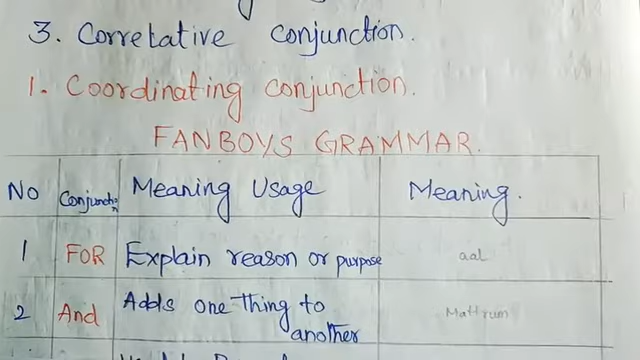 3. Corretative conjunction.
1. Coordinating conjunction.
FANBOYS GRAMMAR.
No Conjunctn Meaning Usage Meaning.
1 FOR Explain reason or purpose aal
2 And Adds one thing to another Mattrum